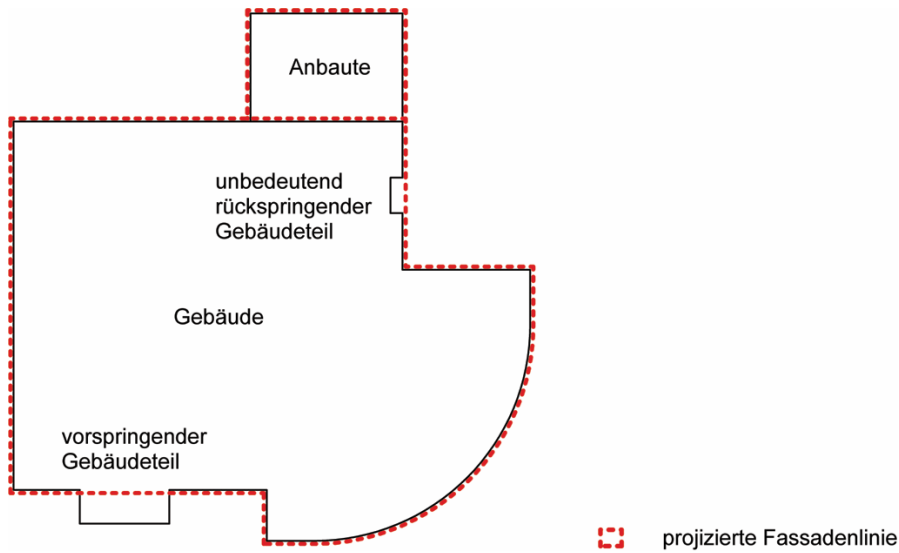 Anbaute
unbedeutend
rückspringender
Gebäudeteil
Gebäude
vorspringender
Gebäudeteil
projizierte Fassadenlinie